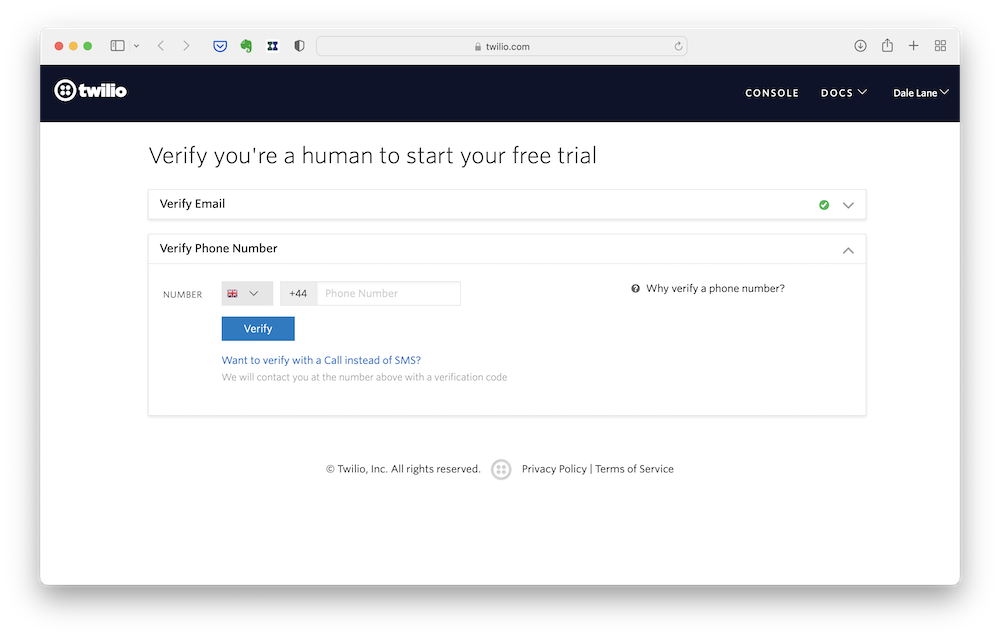 twilio.com
twilio
CONSOLE DOCS Dale Lane
Verify you're a human to start your free trial
Verify Email
Verify Phone Number
NUMBER +44 Phone Number
Why verify a phone number?
Verify
Want to verify with a Call instead of SMS?
We will contact you at the number above with a verification code
© Twilio, Inc. All rights reserved. Privacy Policy | Terms of Service